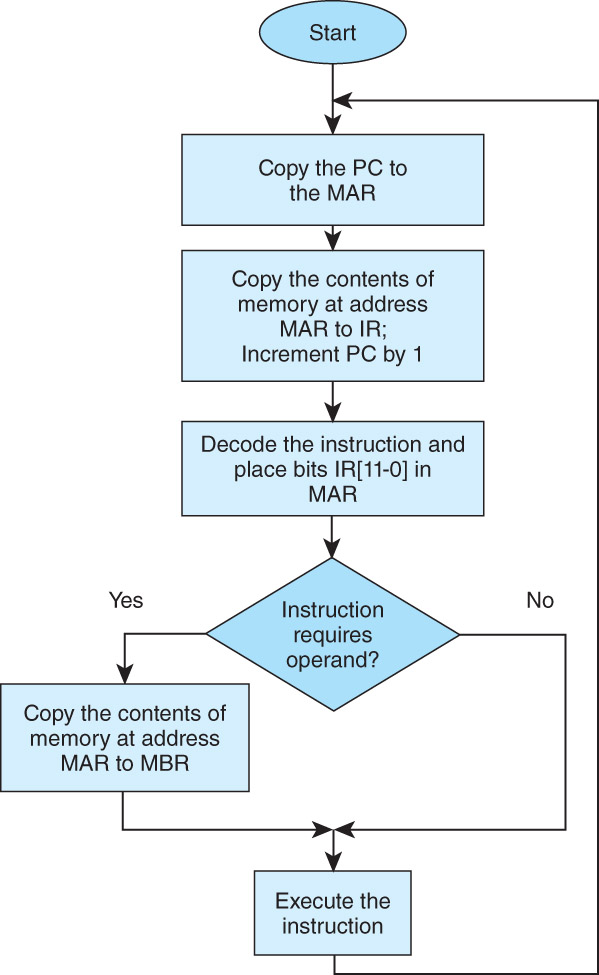 Start
Copy the PC to
the MAR
Copy the contents of
memory at address
MAR to IR;
Increment PC by 1
Decode the instruction and
place bits IR[11-0] in
MAR
Instruction
requires
operand?
Yes
No
Copy the contents of
memory at address
MAR to MBR
Execute the
instruction